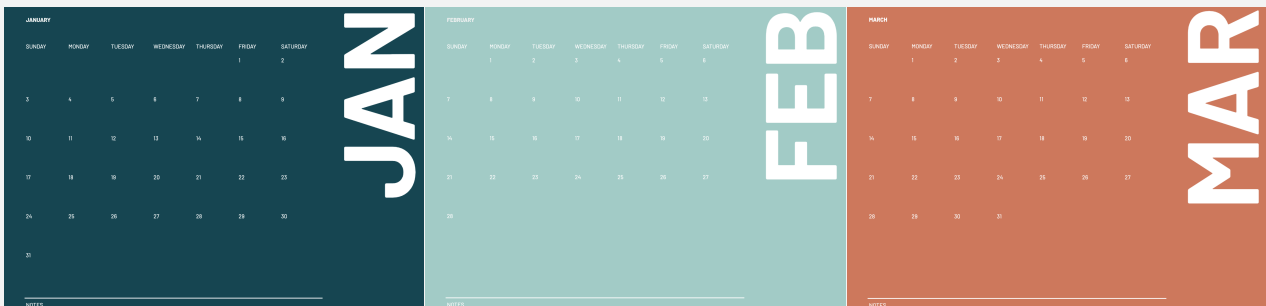 JANUARY
SUNDAY MONDAY TUESDAY WEDNESDAY THURSDAY FRIDAY SATURDAY
1 2
3 4 5 6 7 8 9
10 11 12 13 14 15 16
17 18 19 20 21 22 23
24 25 26 27 28 29 30
31
NOTES
JAN
FEBRUARY
SUNDAY MONDAY TUESDAY WEDNESDAY THURSDAY FRIDAY SATURDAY
1 2 3 4 5 6
7 8 9 10 11 12 13
14 15 16 17 18 19 20
21 22 23 24 25 26 27
28
NOTES
FEB
MARCH
SUNDAY MONDAY TUESDAY WEDNESDAY THURSDAY FRIDAY SATURDAY
1 2 3 4 5 6
7 8 9 10 11 12 13
14 15 16 17 18 19 20
21 22 23 24 25 26 27
28 29 30 31
NOTES
MAR